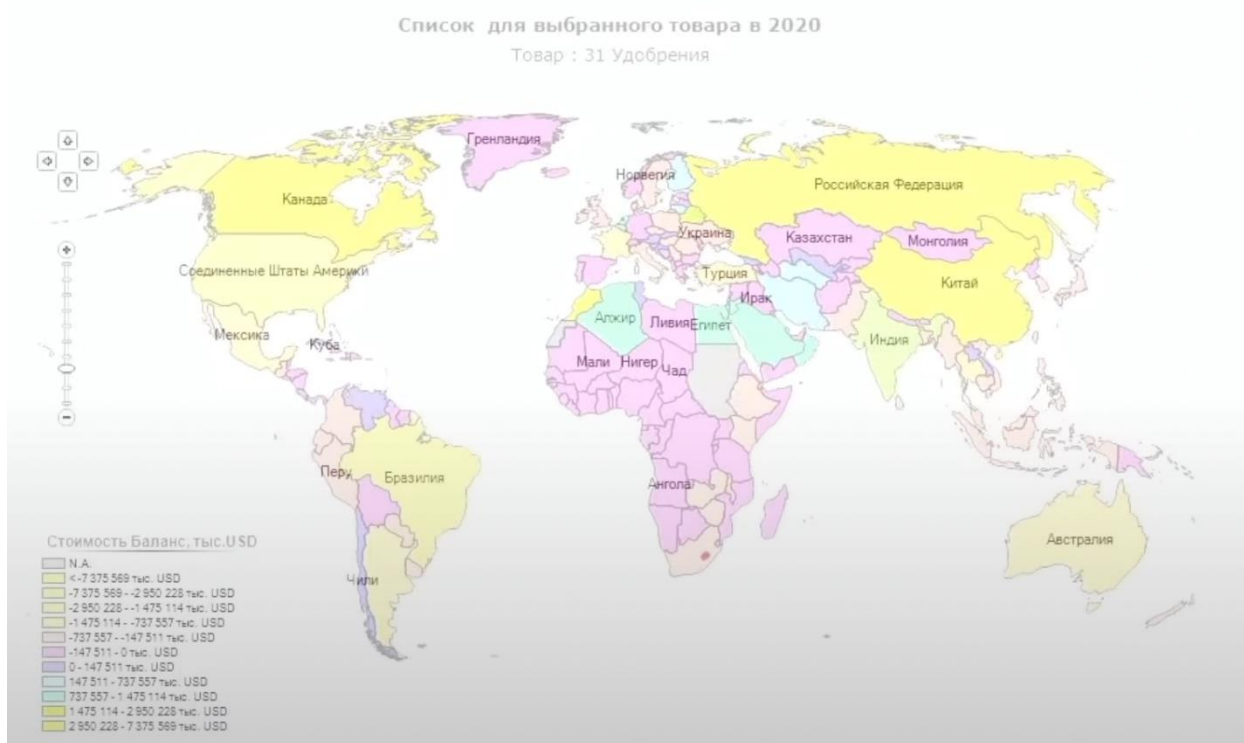 Список для выбранного товара в 2020
Товар : 31 Удобрения
Гренландия
Норвегия
Российская Федерация
Канада
Украина
Казахстан
Монголия
Соединенные Штаты Америки
Турция
Китай
Ирак
Алжир
Ливия
Египет
Мексика
Индия
Куба
Мали
Нигер
Чад
Перу
Бразилия
Ангола
Австралия
Чили
Стоимость Баланс, тыс.USD
N.A.
< -7 375 569 тыс. USD
-7 375 569 - -2 950 228 тыс. USD
-2 950 228 - -1 475 114 тыс. USD
-1 475 114 - -737 557 тыс. USD
-737 557 - -147 511 тыс. USD
-147 511 - 0 тыс. USD
0 - 147 511 тыс. USD
147 511 - 737 557 тыс. USD
737 557 - 1 475 114 тыс. USD
1 475 114 - 2 950 228 тыс. USD
2 950 228 - 7 375 569 тыс. USD